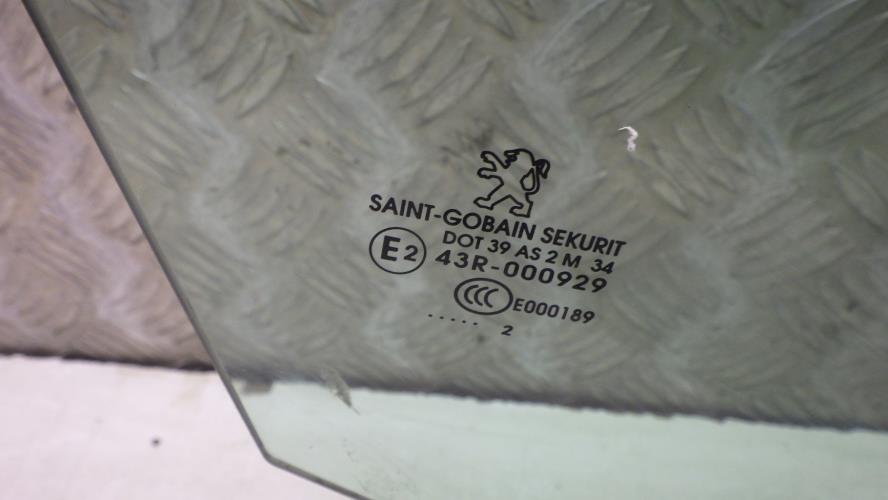 SAINT-GOBAIN SEKURIT
DOT 39 AS 2 M 34
E2 43R-000929
CCC E000189
..... 2